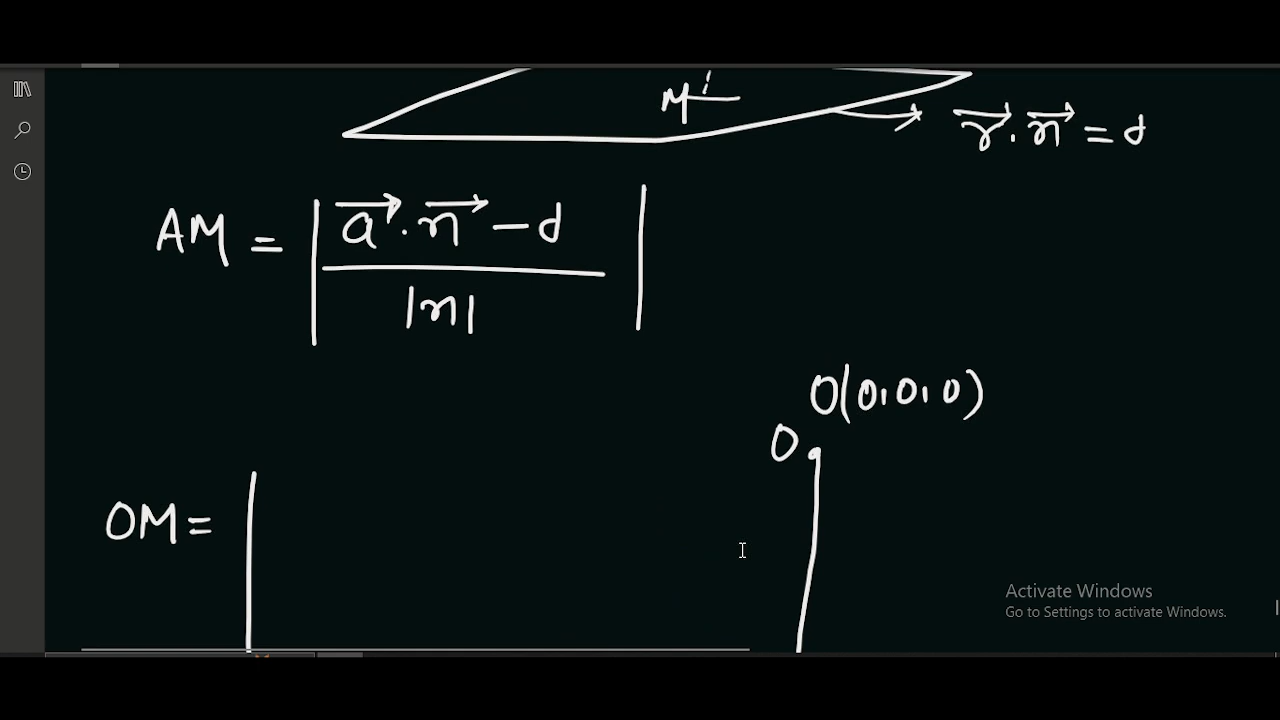 M
r⃗ . n⃗ = d
AM = | a⃗ . n⃗ - d / |n| |
O(0,0,0)
O
OM = |
Activate Windows
Go to Settings to activate Windows.